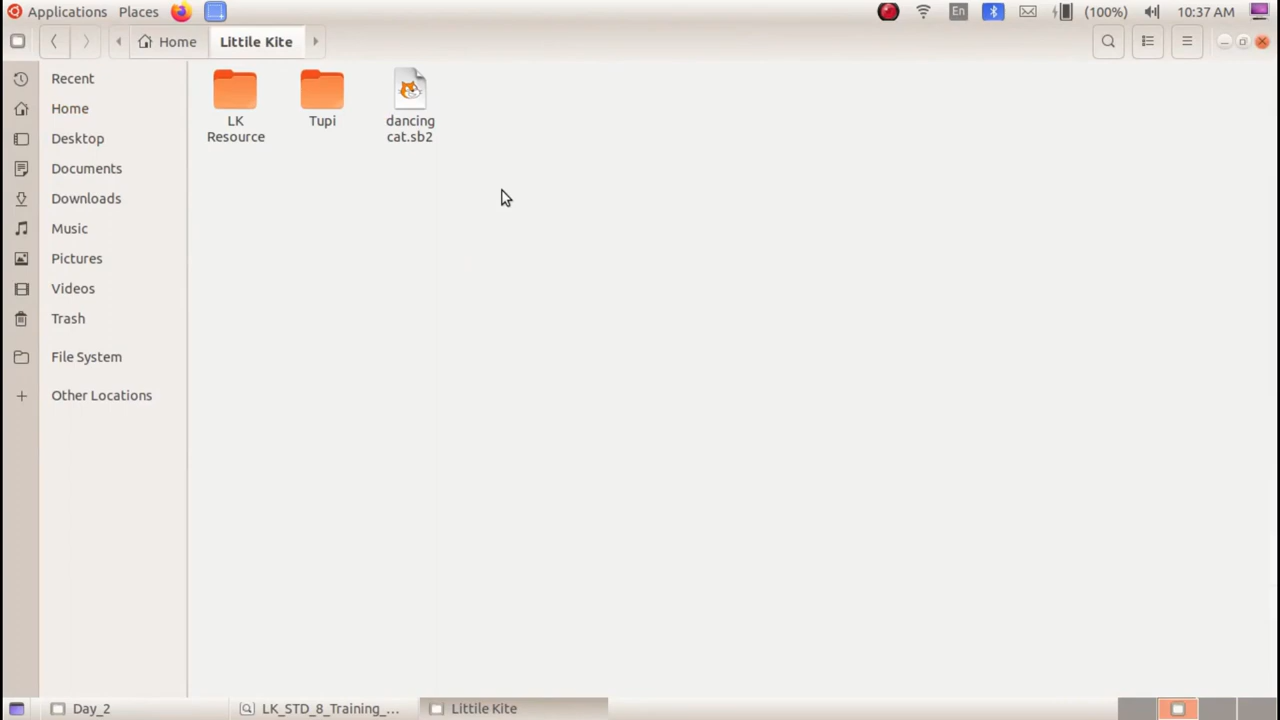 Applications Places En (100%) 10:37 AM
Home Littile Kite
Recent
Home
Desktop
Documents
Downloads
Music
Pictures
Videos
Trash
File System
Other Locations
LK
Resource
Tupi
dancing
cat.sb2
Day_2 LK_STD_8_Training_... Littile Kite